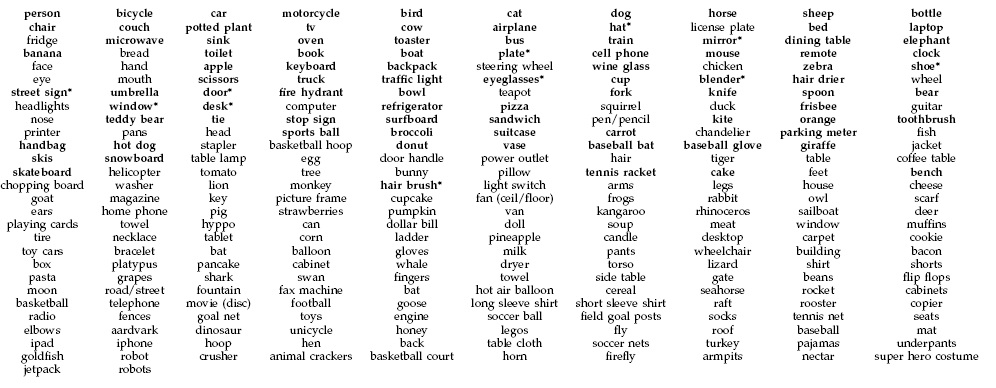 person bicycle car motorcycle bird cat dog horse sheep bottle
chair couch potted plant tv cow airplane hat* license plate bed laptop
fridge microwave sink oven toaster bus train mirror* dining table elephant
banana bread toilet book boat plate* cell phone mouse remote clock
face hand apple keyboard backpack steering wheel wine glass chicken zebra shoe*
eye mouth scissors truck traffic light eyeglasses* cup blender* hair drier wheel
street sign* umbrella door* fire hydrant bowl teapot fork knife spoon bear
headlights window* desk* computer refrigerator pizza squirrel duck frisbee guitar
nose teddy bear tie stop sign surfboard sandwich pen/pencil kite orange toothbrush
printer pans head sports ball broccoli suitcase carrot chandelier parking meter fish
handbag hot dog stapler basketball hoop donut vase baseball bat baseball glove giraffe jacket
skis snowboard table lamp egg door handle power outlet hair tiger table coffee table
skateboard helicopter tomato tree bunny pillow tennis racket cake feet bench
chopping board washer lion monkey hair brush* light switch arms legs house cheese
goat magazine key picture frame cupcake fan (ceil/floor) frogs rabbit owl scarf
ears home phone pig strawberries pumpkin van kangaroo rhinoceros sailboat deer
playing cards towel hyppo can dollar bill doll soup meat window muffins
tire necklace tablet corn ladder pineapple candle desktop carpet cookie
toy cars bracelet bat balloon gloves milk pants wheelchair building bacon
box platypus pancake cabinet whale dryer torso lizard shirt shorts
pasta grapes shark swan fingers towel side table gate beans flip flops
moon road/street fountain fax machine bat hot air balloon cereal seahorse rocket cabinets
basketball telephone movie (disc) football goose long sleeve shirt short sleeve shirt raft rooster copier
radio fences goal net toys engine soccer ball field goal posts socks tennis net seats
elbows aardvark dinosaur unicycle honey legos fly roof baseball mat
ipad iphone hoop hen back table cloth soccer nets turkey pajamas underpants
goldfish robot crusher animal crackers basketball court horn firefly armpits nectar super hero costume
jetpack robots